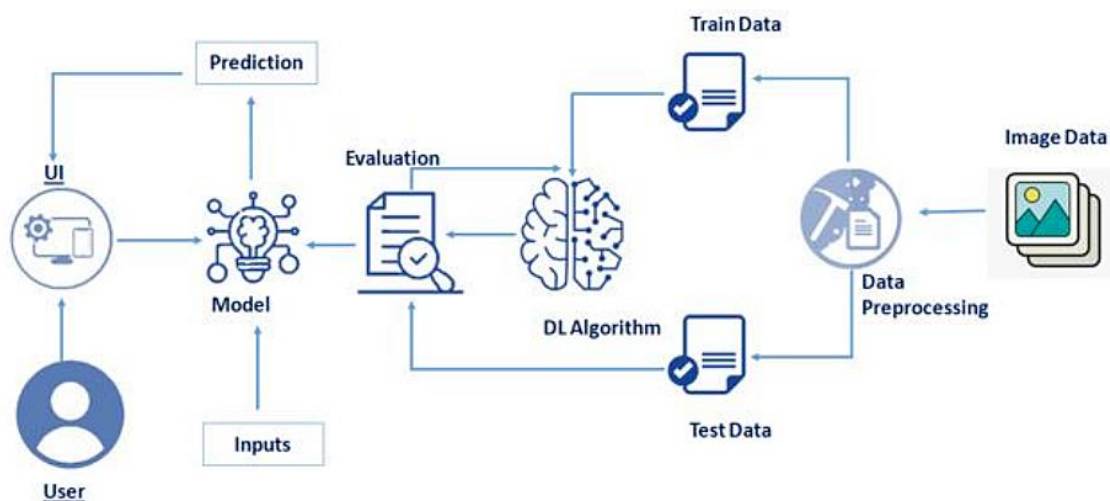 Train Data
Prediction
Image Data
Evaluation
UI
Data
Preprocessing
Model
DL Algorithm
Test Data
Inputs
User